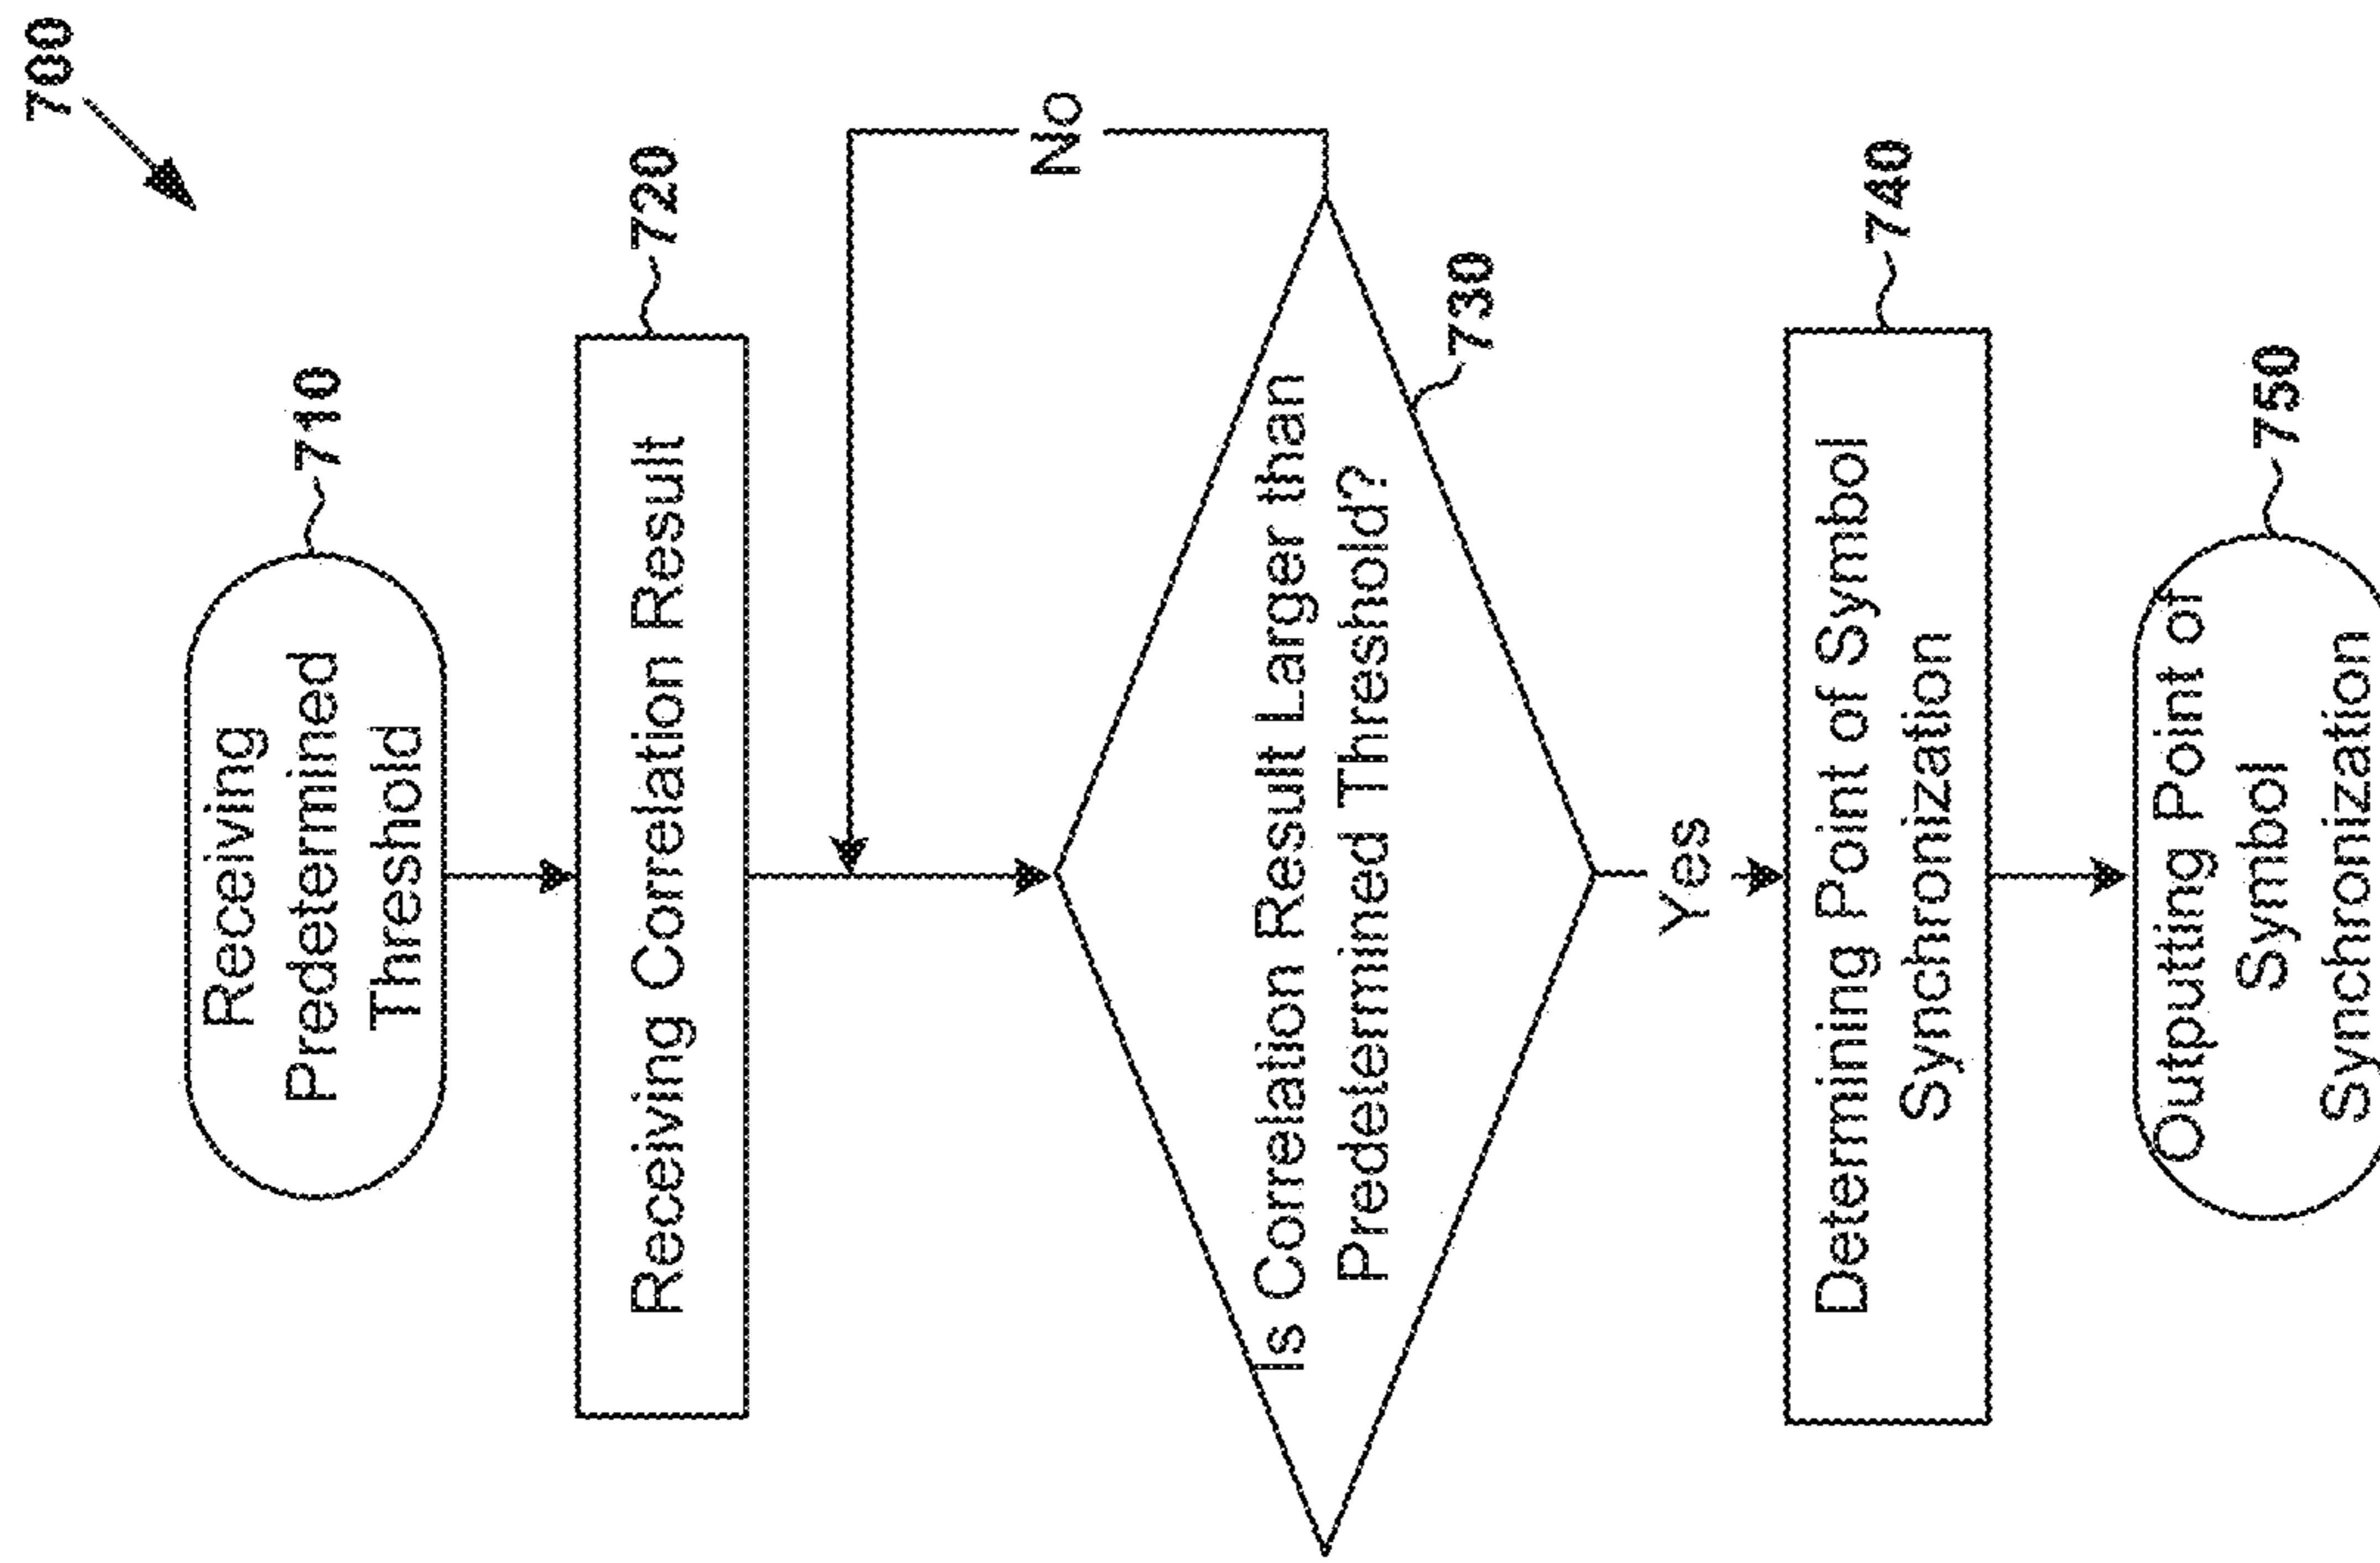 700
Receiving
Predetermined
Threshold
710
Receiving Correlation Result
720
No
Is Correlation Result Larger than
Predetermined Threshold?
730
Yes
Determining Point of Symbol
Synchronization
740
Outputting Point of
Symbol
Synchronization
750